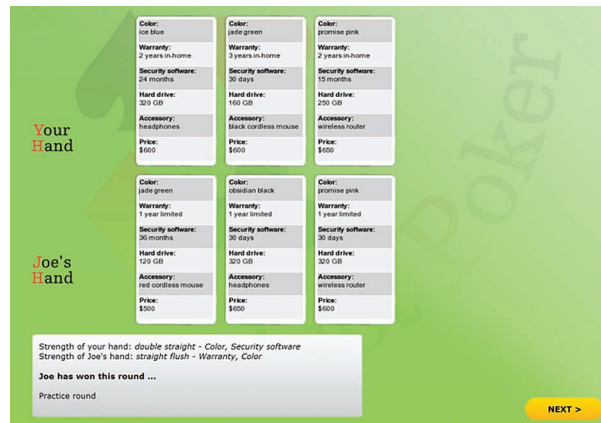 Your
Hand
Color:
ice blue
Warranty:
2 years in-home
Security software:
24 months
Hard drive:
320 GB
Accessory:
headphones
Price:
$600
Color:
jade green
Warranty:
3 years in-home
Security software:
30 days
Hard drive:
160 GB
Accessory:
black cordless mouse
Price:
$600
Color:
promise pink
Warranty:
2 years in-home
Security software:
15 months
Hard drive:
250 GB
Accessory:
wireless router
Price:
$650
Joe's
Hand
Color:
jade green
Warranty:
1 year limited
Security software:
36 months
Hard drive:
120 GB
Accessory:
red cordless mouse
Price:
$500
Color:
obsidian black
Warranty:
1 year limited
Security software:
30 days
Hard drive:
320 GB
Accessory:
headphones
Price:
$650
Color:
promise pink
Warranty:
1 year limited
Security software:
30 days
Hard drive:
320 GB
Accessory:
wireless router
Price:
$600
Strength of your hand: double straight - Color, Security software
Strength of Joe's hand: straight flush - Warranty, Color
Joe has won this round ...
Practice round
NEXT >
Poker